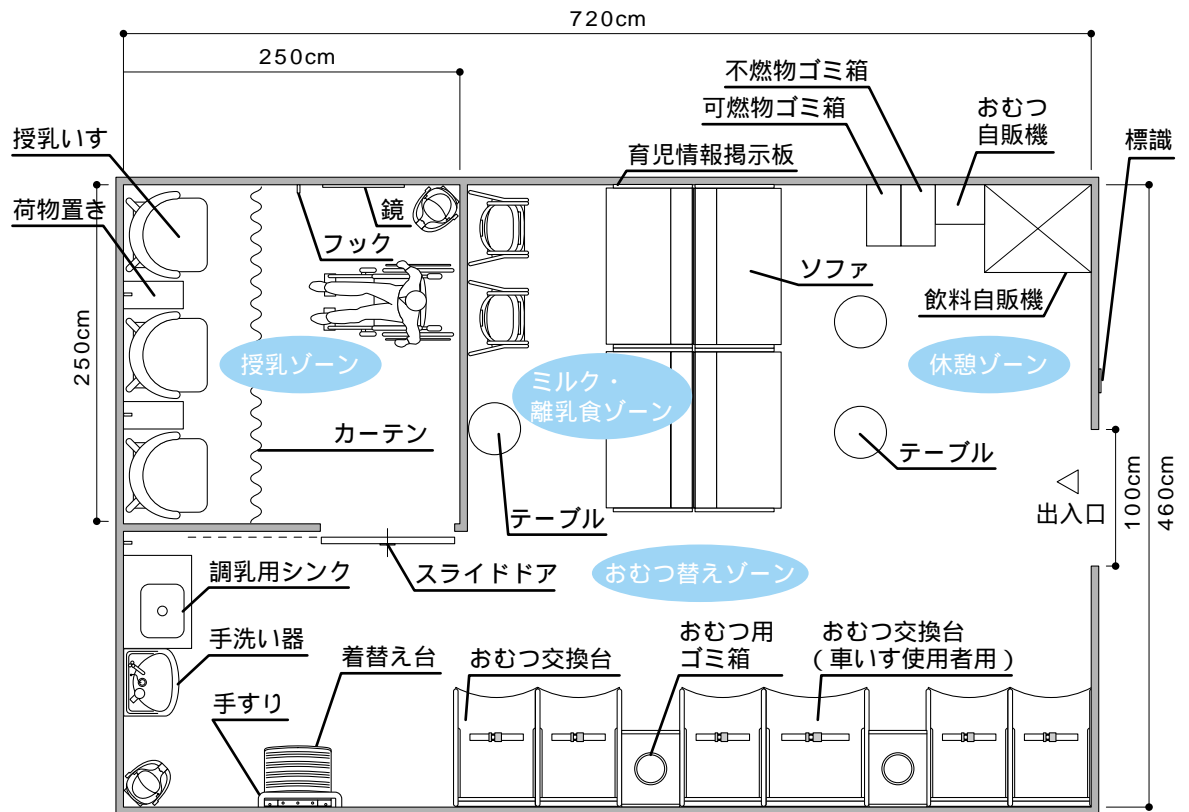 720cm
250cm
不燃物ゴミ箱
可燃物ゴミ箱
おむつ
自販機
標識
授乳いす
育児情報掲示板
荷物置き
鏡
フック
ソファ
飲料自販機
250cm
授乳ゾーン
ミルク・
離乳食ゾーン
休憩ゾーン
カーテン
テーブル
テーブル
出入口
100cm
460cm
スライドドア
おむつ替えゾーン
調乳用シンク
手洗い器
着替え台
おむつ交換台
おむつ用
ゴミ箱
おむつ交換台
(車いす使用者用)
手すり